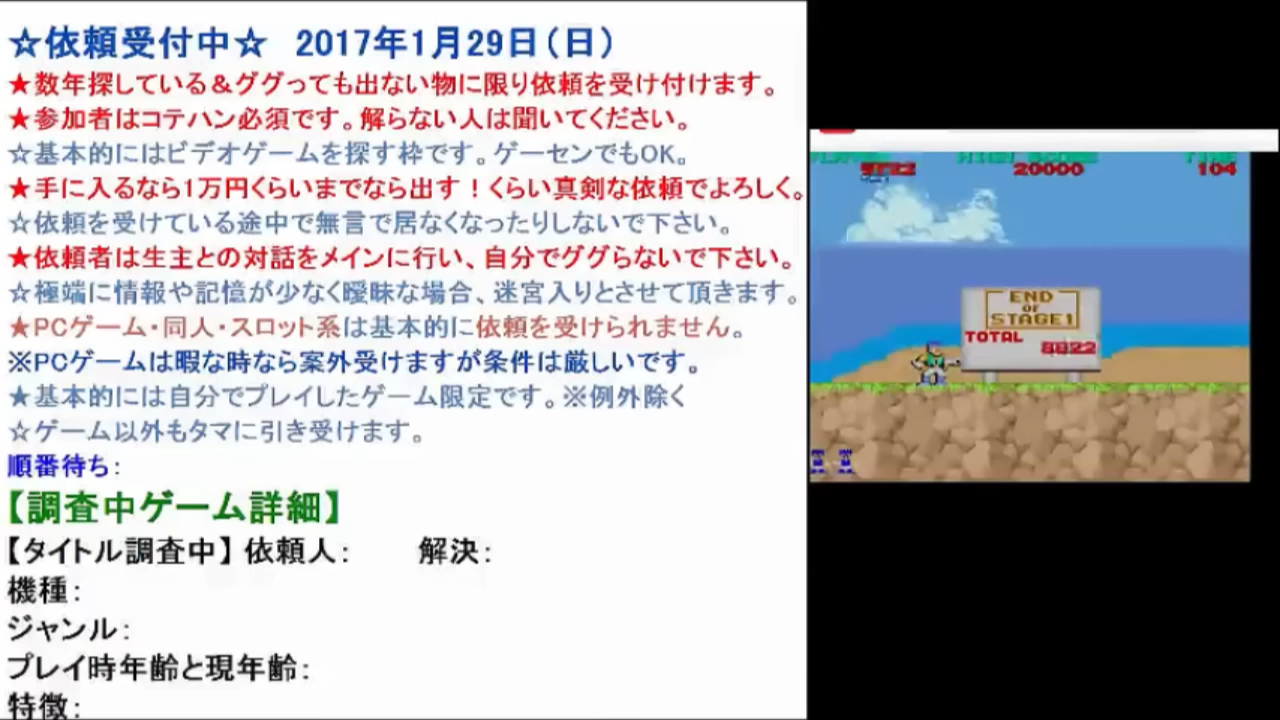 ☆依頼受付中☆ 2017年1月29日(日)
★数年探している&ググっても出ない物に限り依頼を受け付けます。
★参加者はコテハン必須です。解らない人は聞いてください。
☆基本的にはビデオゲームを探す枠です。ゲーセンでもOK。
★手に入るなら1万円くらいまでなら出す!くらい真剣な依頼でよろしく。
☆依頼を受けている途中で無言で居なくなったりしないで下さい。
★依頼者は生主との対話をメインに行い、自分でググらないで下さい。
☆極端に情報や記憶が少なく曖昧な場合、迷宮入りとさせて頂きます。
★PCゲーム・同人・スロット系は基本的に依頼を受けられません。
※PCゲームは暇な時なら案外受けますが条件は厳しいです。
★基本的には自分でプレイしたゲーム限定です。※例外除く
☆ゲーム以外もタマに引き受けます。
順番待ち:
【調査中ゲーム詳細】
【タイトル調査中】依頼人: 解決:
機種:
ジャンル:
プレイ時年齢と現年齢:
特徴:
HIGH SCORE TIME
9722 20000 104
END
OF
STAGE1
TOTAL
8822